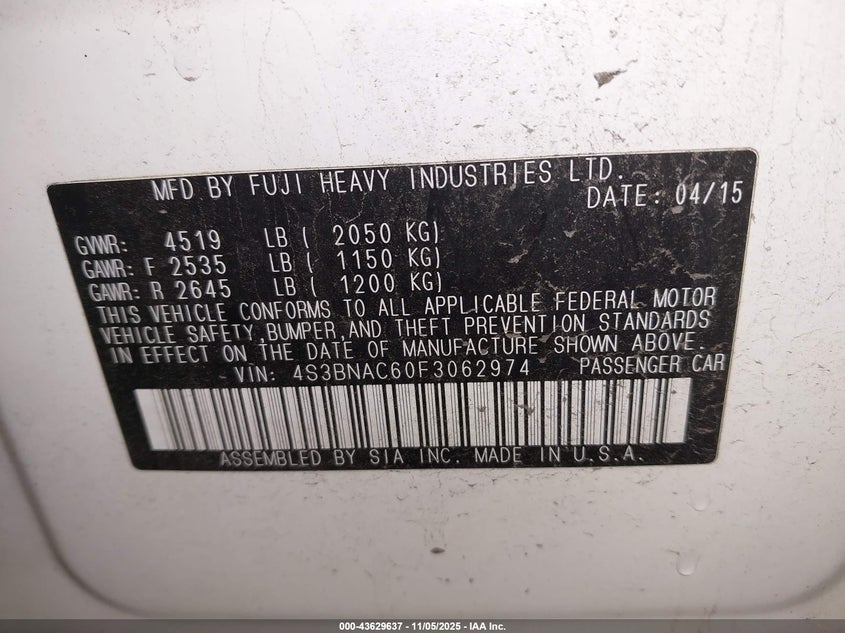 MFD BY FUJI HEAVY INDUSTRIES LTD.
DATE: 04/15
GVWR: 4519 LB ( 2050 KG)
GAWR: F 2535 LB ( 1150 KG)
GAWR: R 2645 LB ( 1200 KG)
THIS VEHICLE CONFORMS TO ALL APPLICABLE FEDERAL MOTOR
VEHICLE SAFETY,BUMPER,AND THEFT PREVENTION STANDARDS
IN EFFECT ON THE DATE OF MANUFACTURE SHOWN ABOVE.
VIN: 4S3BNAC60F3062974 PASSENGER CAR
ASSEMBLED BY SIA INC. MADE IN U.S.A.
000-43629637 - 11/05/2025 - IAA Inc.